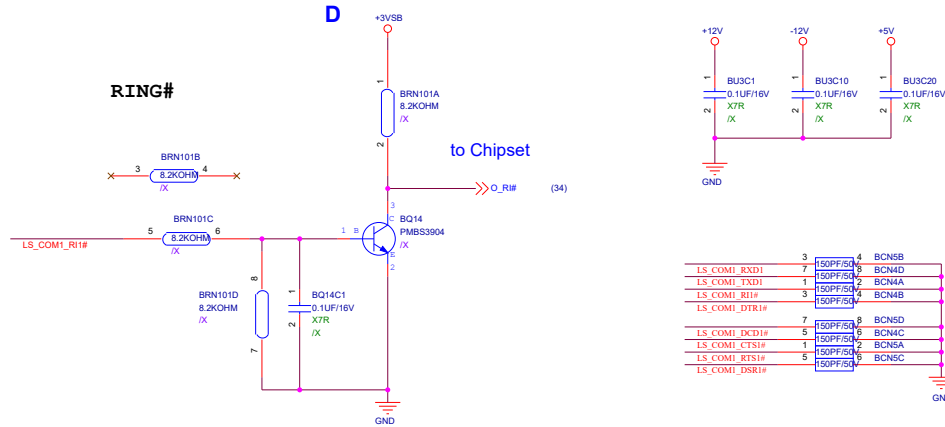 D
+3VSB
RING#
1
BRN101A
8.2KOHM
/X
2
to Chipset
BRN101B
3
8.2KOHM
4
/X
O_RI#
(34)
BRN101C
5
8.2KOHM
6
/X
LS_COM1_RI1#
3
C
1
B
BQ14
PMBS3904
/X
E
2
8
BRN101D
8.2KOHM
/X
7
1
BQ14C1
0.1UF/16V
X7R
/X
2
GND
+12V
-12V
+5V
1
BU3C1
0.1UF/16V
X7R
/X
2
1
BU3C10
0.1UF/16V
X7R
/X
2
1
BU3C20
0.1UF/16V
X7R
/X
2
GND
LS_COM1_RXD1
3
150PF/50V
4
BCN5B
LS_COM1_TXD1
7
150PF/50V
8
BCN4D
LS_COM1_RI1#
1
150PF/50V
2
BCN4A
LS_COM1_DTR1#
3
150PF/50V
4
BCN4B
LS_COM1_DCD1#
7
150PF/50V
8
BCN5D
LS_COM1_CTS1#
5
150PF/50V
6
BCN4C
LS_COM1_RTS1#
1
150PF/50V
2
BCN5A
LS_COM1_DSR1#
5
150PF/50V
6
BCN5C